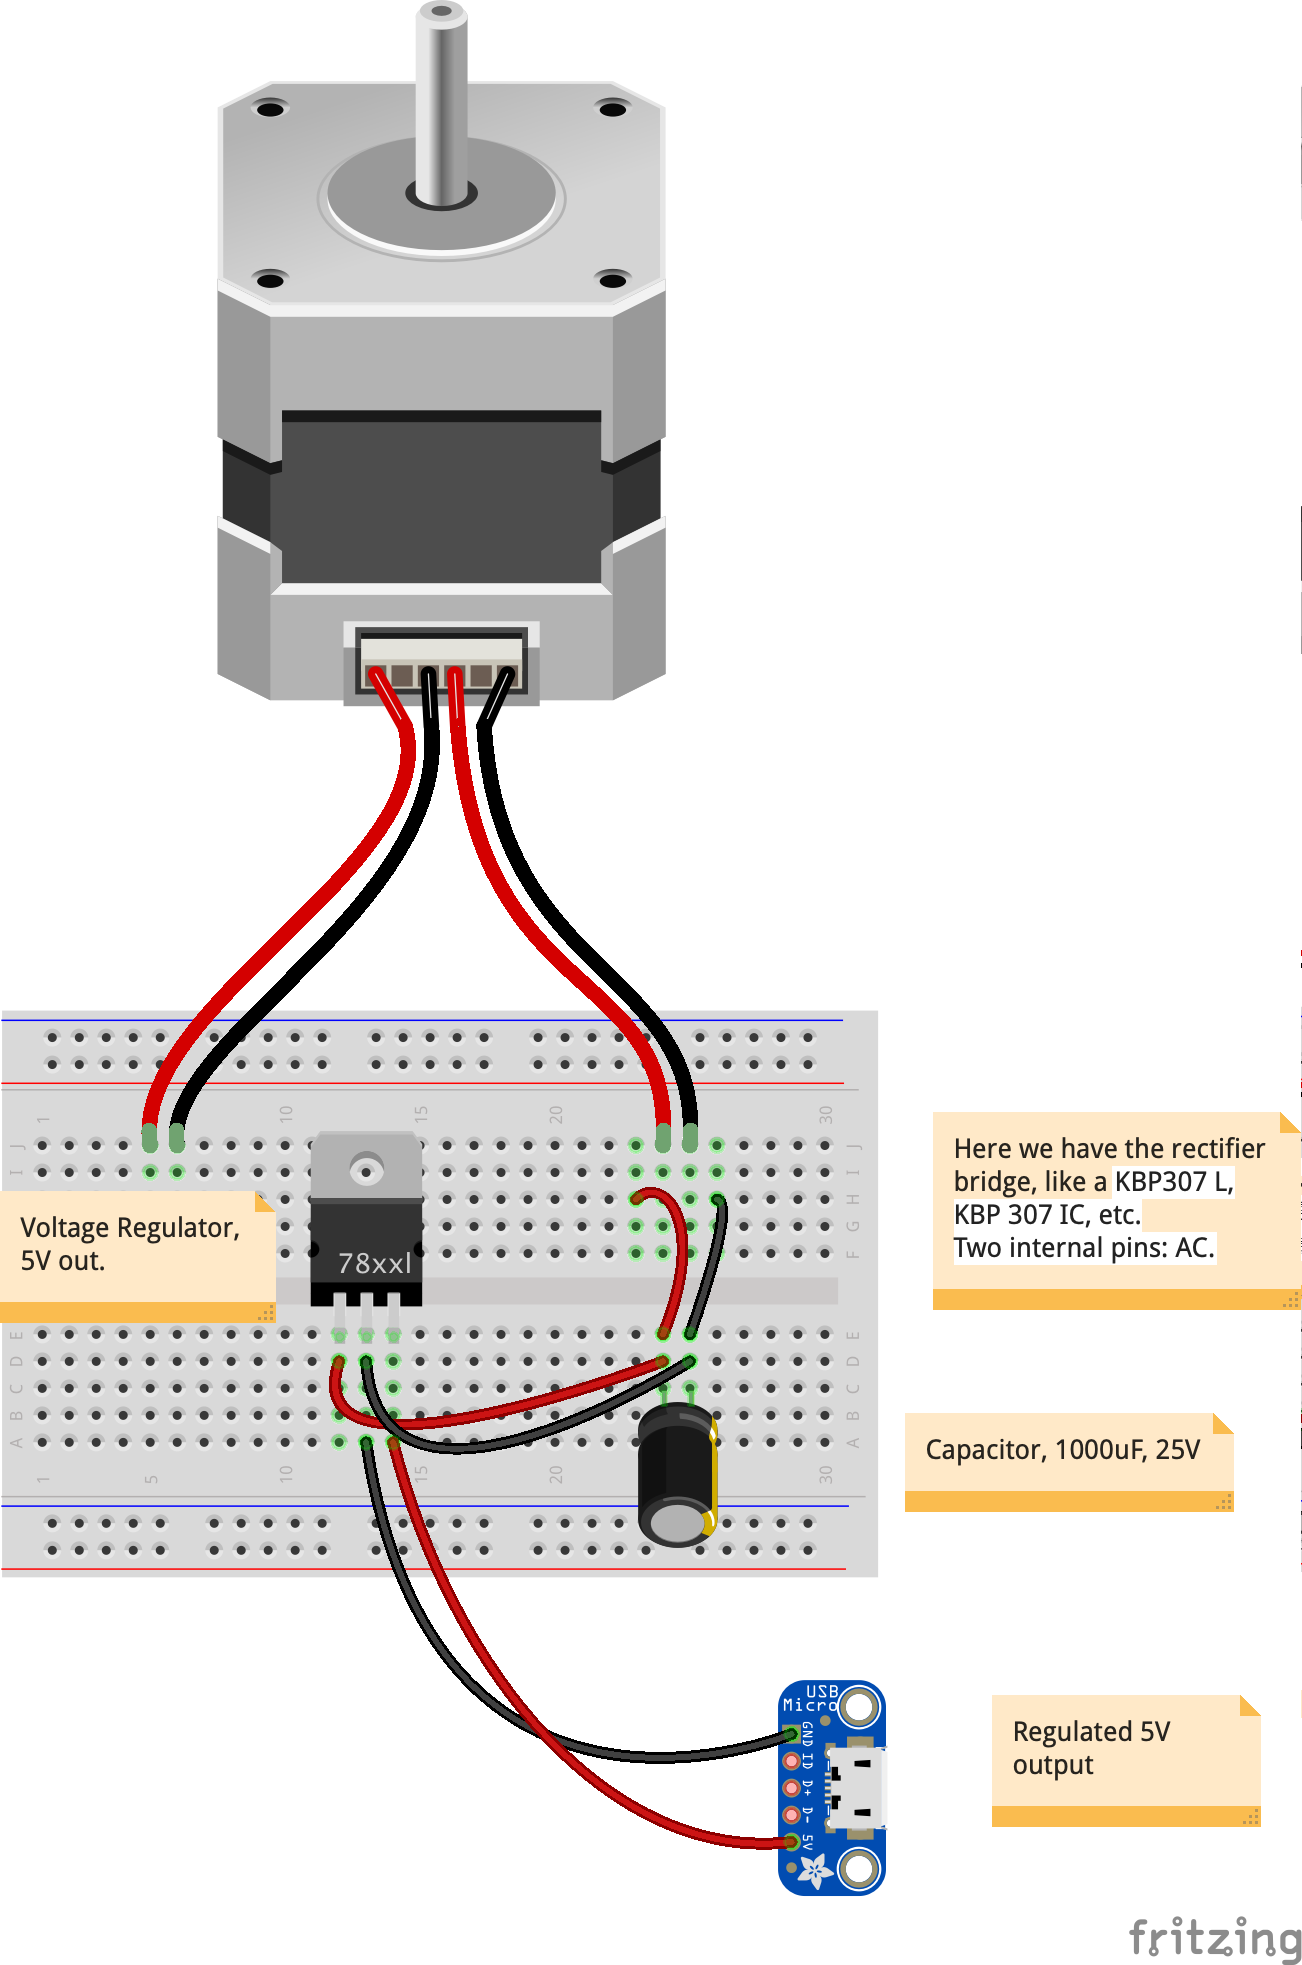 1
10
15
20
30
J
J
I
I
H
H
G
G
F
F
Voltage Regulator,
5V out.
78xxl
Here we have the rectifier
bridge, like a KBP307 L,
KBP 307 IC, etc.
Two internal pins: AC.
E
E
D
D
C
C
B
B
A
A
1
5
10
15
20
30
Capacitor, 1000uF, 25V
USB
Micro
GND
ID
D+
D-
5V
Regulated 5V
output
fritzing